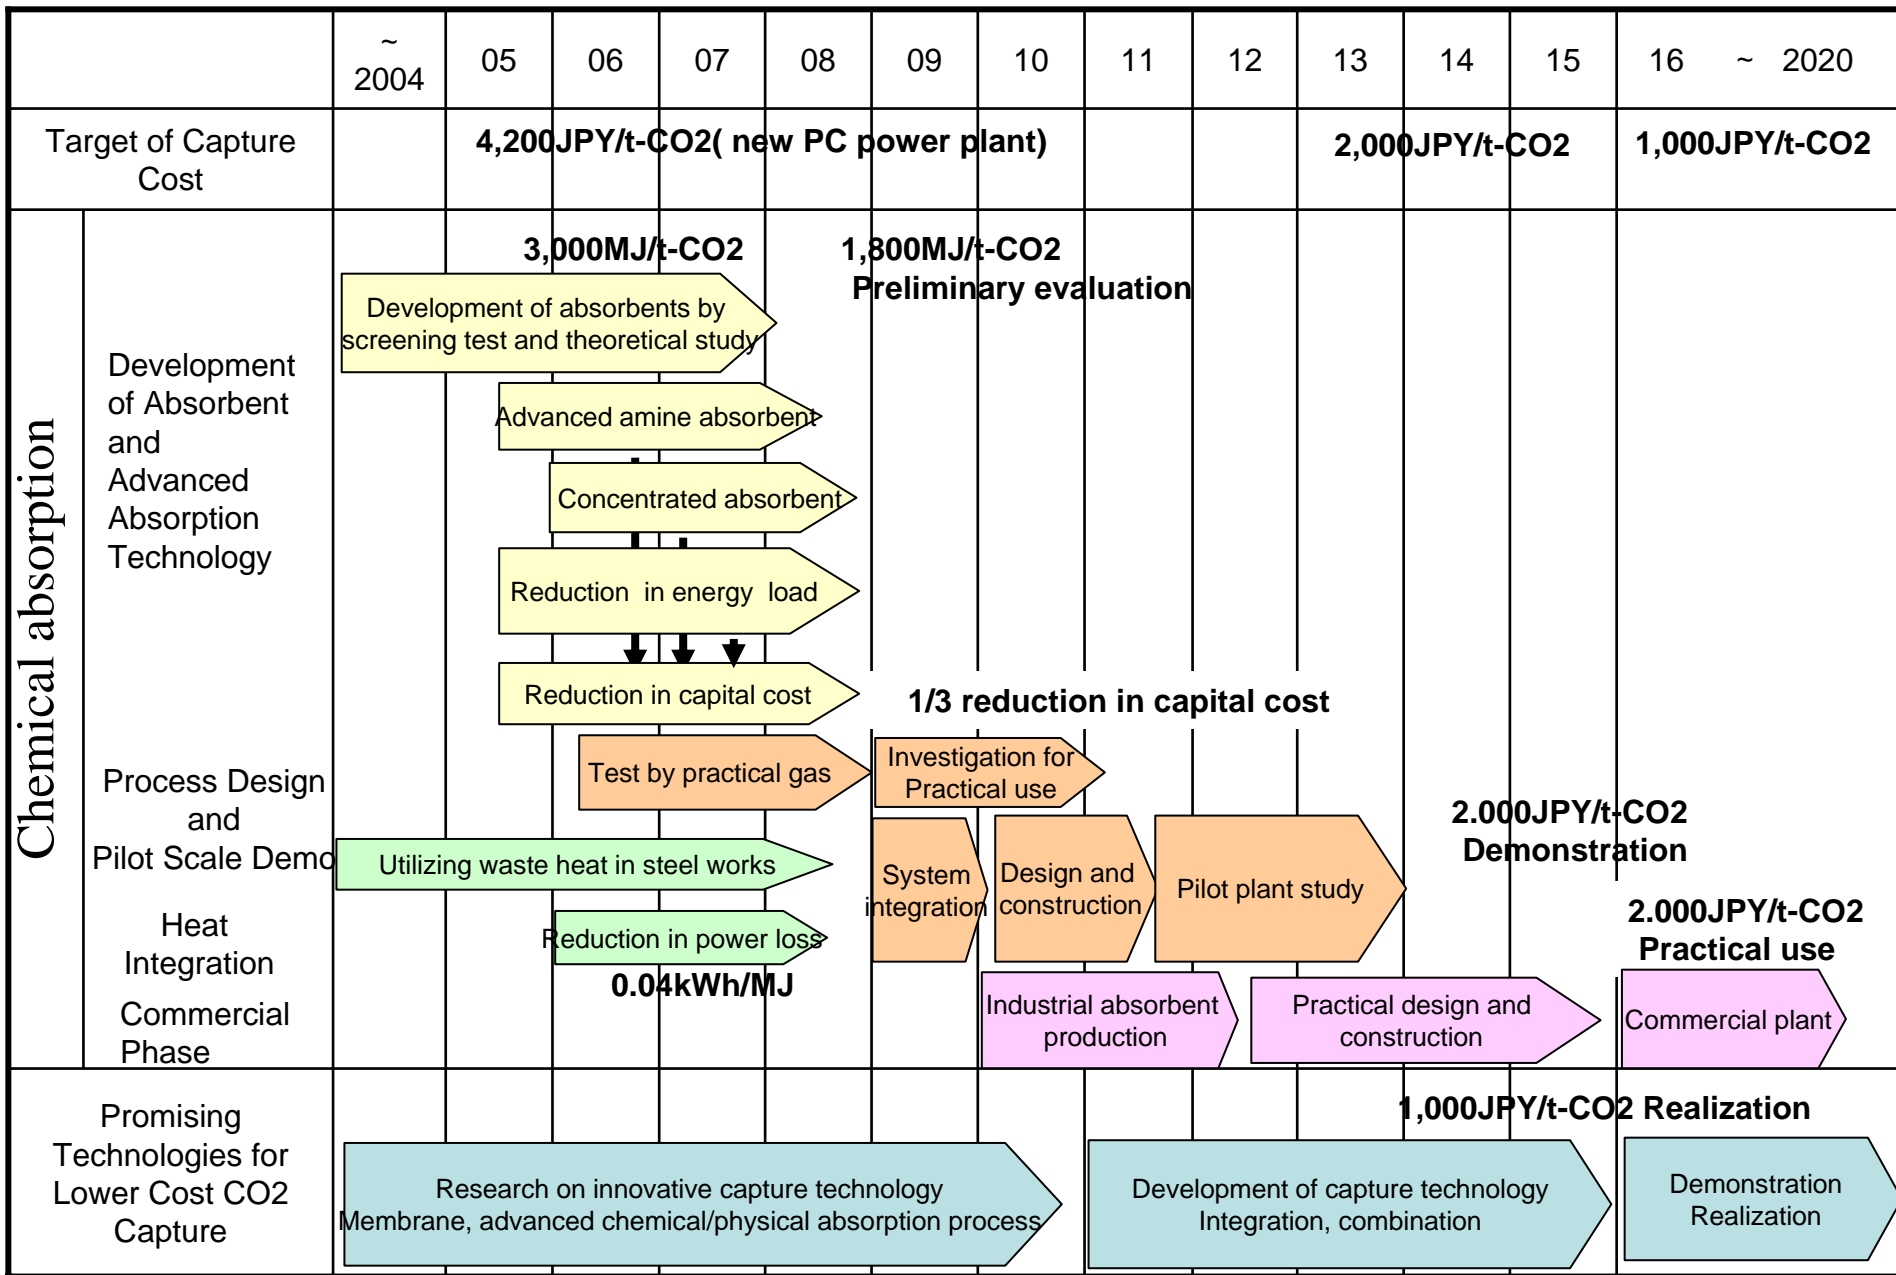 ~
2004
05
06
07
08
09
10
11
12
13
14
15
16 ~ 2020
Target of Capture
Cost
4,200JPY/t-CO2( new PC power plant)
2,000JPY/t-CO2
1,000JPY/t-CO2
Chemical absorption
Development
of Absorbent
and
Advanced
Absorption
Technology
3,000MJ/t-CO2
1,800MJ/t-CO2
Preliminary evaluation
Development of absorbents by
screening test and theoretical study
Advanced amine absorbent
Concentrated absorbent
Reduction in energy load
Reduction in capital cost
1/3 reduction in capital cost
Process Design
and
Pilot Scale Demo
Test by practical gas
Investigation for
Practical use
Utilizing waste heat in steel works
System
integration
Design and
construction
Pilot plant study
2.000JPY/t-CO2
Demonstration
Heat
Integration
Reduction in power loss
0.04kWh/MJ
2.000JPY/t-CO2
Practical use
Commercial
Phase
Industrial absorbent
production
Practical design and
construction
Commercial plant
Promising
Technologies for
Lower Cost CO2
Capture
1,000JPY/t-CO2 Realization
Research on innovative capture technology
Membrane, advanced chemical/physical absorption process
Development of capture technology
Integration, combination
Demonstration
Realization